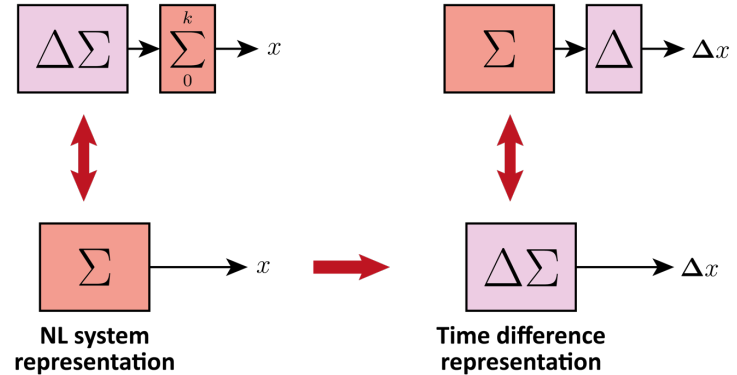 ΔΣ
k
∑
0
x
Σ
Δ
Δx
Σ
x
ΔΣ
Δx
NL system
representation
Time difference
representation